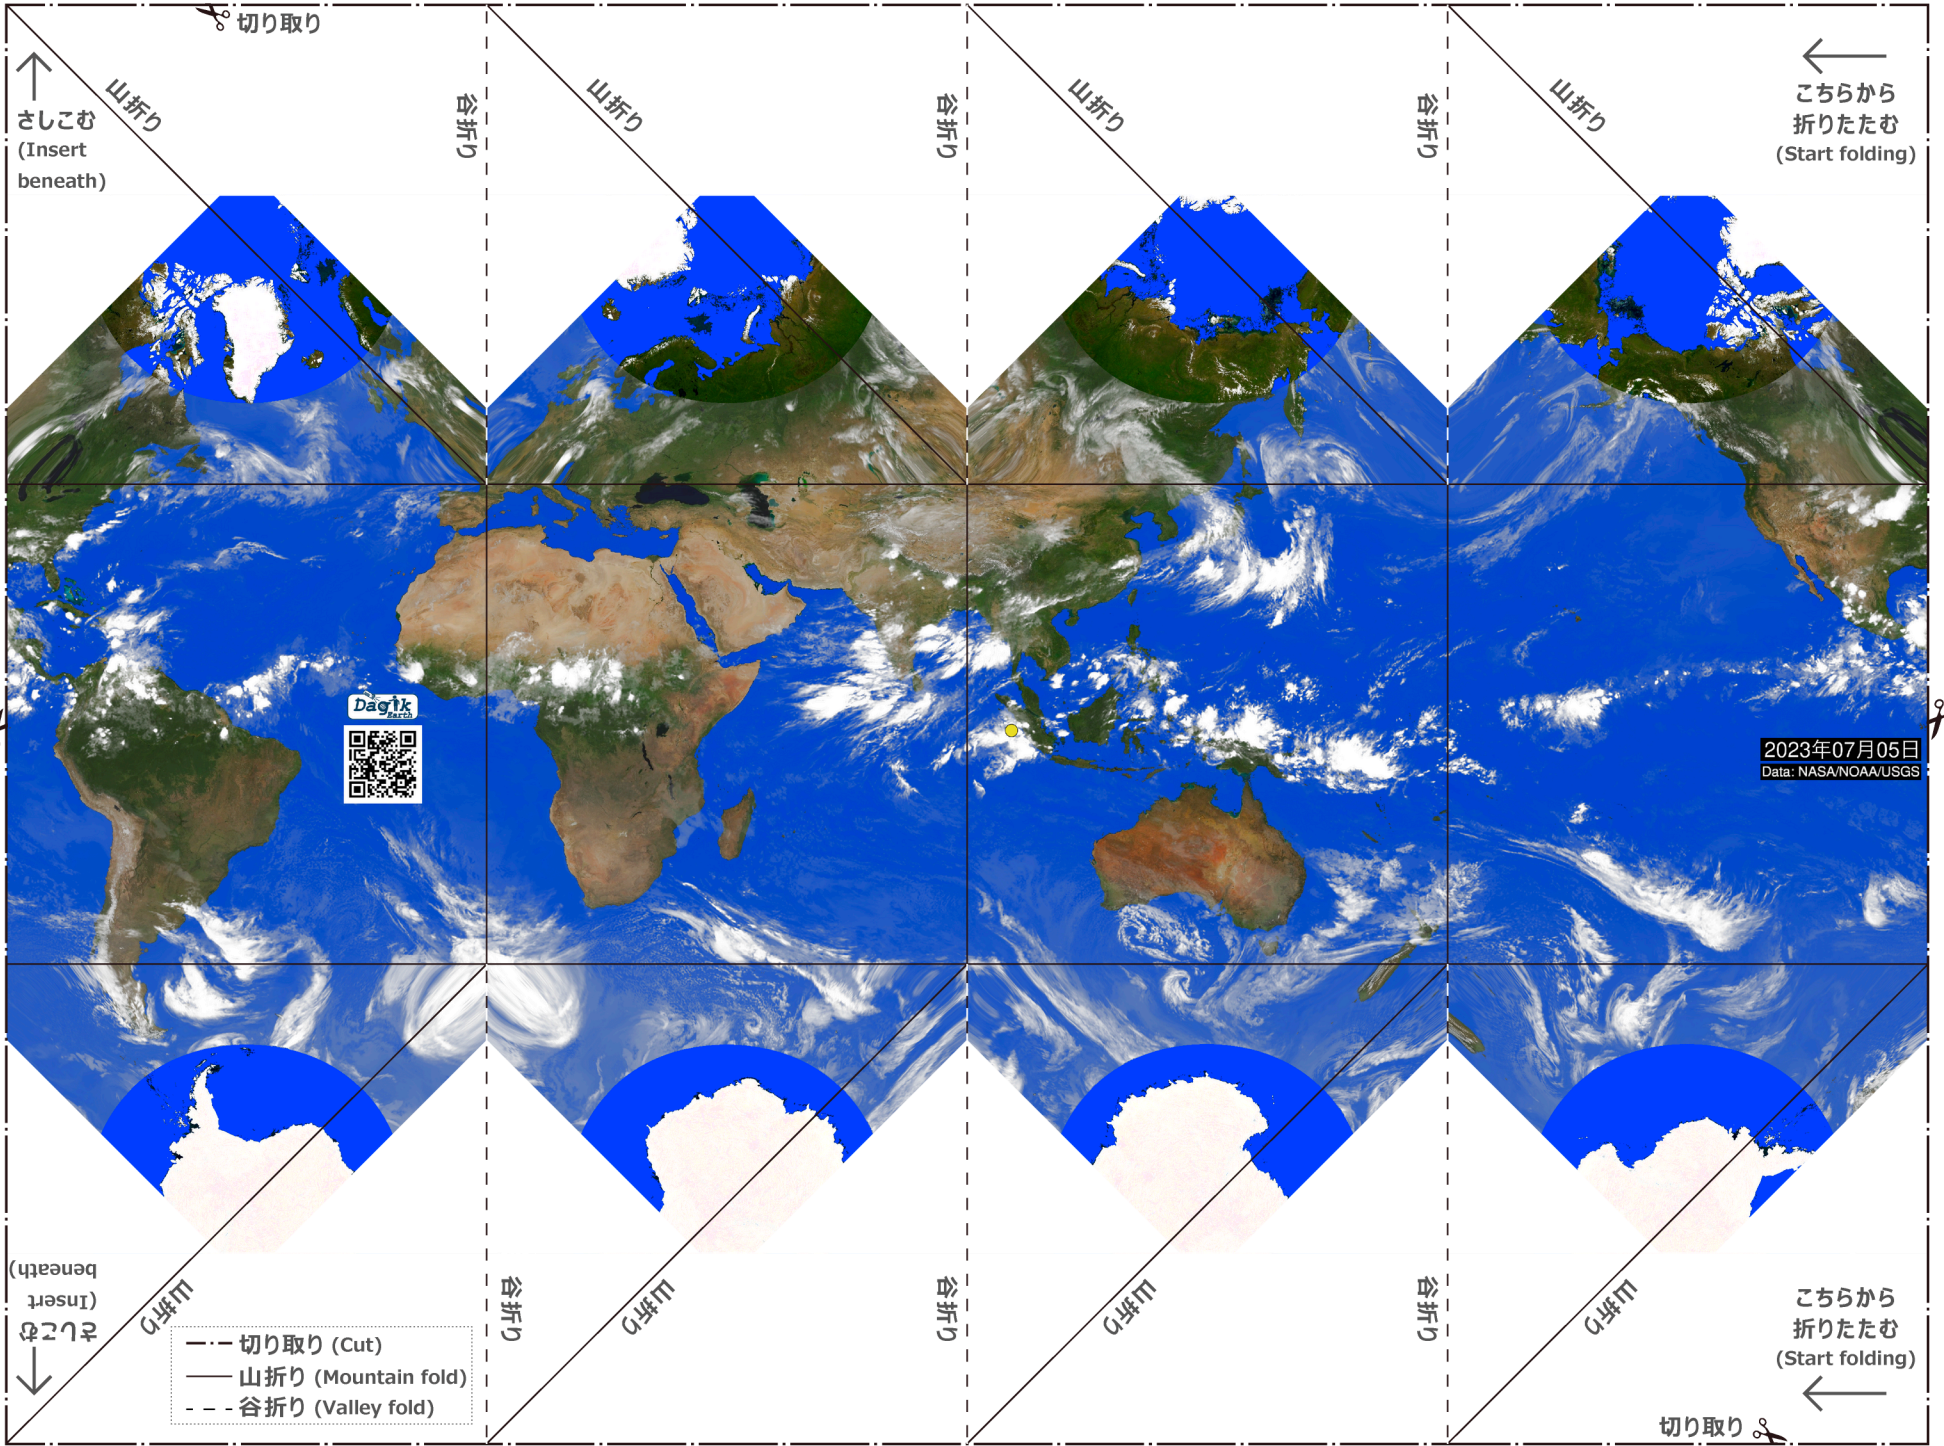 切り取り
山折り
谷折り
山折り
谷折り
山折り
谷折り
山折り
さしこむ
(Insert
beneath)
こちらから
折りたたむ
(Start folding)
Dagik
Earth
2023年07月05日
Data: NASA/NOAA/USGS
さしこむ
(Insert
beneath)
山折り
谷折り
山折り
谷折り
山折り
谷折り
山折り
こちらから
折りたたむ
(Start folding)
切り取り (Cut)
山折り (Mountain fold)
谷折り (Valley fold)
切り取り